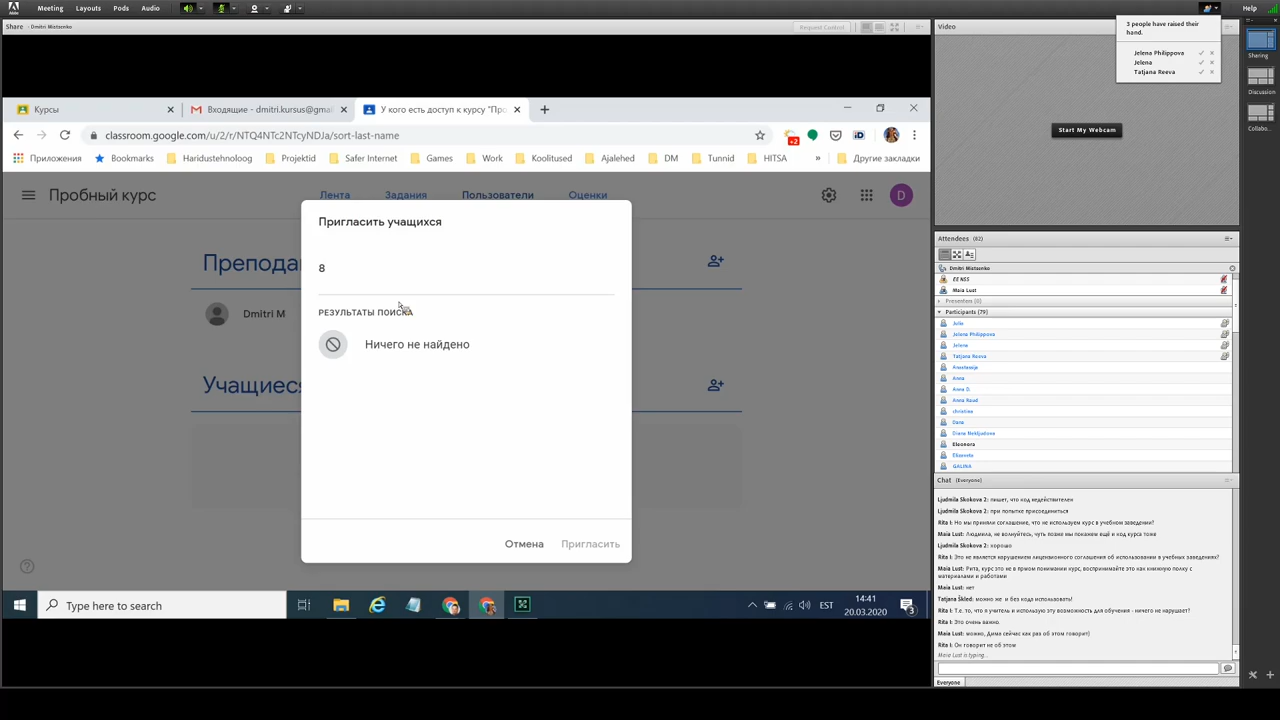 Meeting Layouts Pods Audio Help
Share - Dmitri Mistsenko
Request Control
Video
3 people have raised their
hand.
Jelena Philippova
Jelena
Tatjana Reeva
Sharing
Discussion
Collabo...
Start My Webcam
Курсы
Входящие - dmitri.kursus@gmai
У кого есть доступ к курсу "Про
classroom.google.com/u/2/r/NTQ4NTc2NTcyNDJa/sort-last-name
+2
iD
Приложения Bookmarks Haridustehnoloog Projektid Safer Internet Games Work Koolitused Ajalehed DM Tunnid HITSA » Другие закладки
Пробный курс
Лента Задания Пользователи Оценки
D
Пригласить учащихся
8
РЕЗУЛЬТАТЫ ПОИСКА
Ничего не найдено
Отмена Пригласить
Препода
Dmitri M
Учащиес
Type here to search
EST
14:41
20.03.2020
3
Attendees (82)
Dmitri Mistsenko
EE NSS
Maia Lust
Presenters (0)
Participants (79)
Julia
Jelena Philippova
Jelena
Tatjana Reeva
Anastassija
Anna
Anna D.
Anna Raud
christina
Dana
Diana Nekljudova
Eleonora
Elizaveta
GALINA
Chat (Everyone)
Ljudmila Skokova 2: пишет, что код недействителен
Ljudmila Skokova 2: при попытке присоединиться
Rita I: Но мы приняли соглашение, что не используем курс в учебном заведении?
Maia Lust: Людмила, не волнуйтесь, чуть позже мы покажем ещё и код курса тоже
Ljudmila Skokova 2: хорошо
Rita I: Это не является нарушением лицензионного соглашения об использовании в учебных заведениях?
Maia Lust: Рита, курс это не в прямом понимании курс, воспринимайте это как книжную полку с
материалами и работами
Maia Lust: нет
Tatjana Skled: можно же и без кода использовать!
Rita I: Т.е. то, что я учитель и использую эту возможность для обучения - ничего не нарушает?
Rita I: Это очень важно.
Maia Lust: можно, Дима сейчас как раз об этом говорит)
Rita I: Он говорит не об этом
Maia Lust is typing...
Everyone